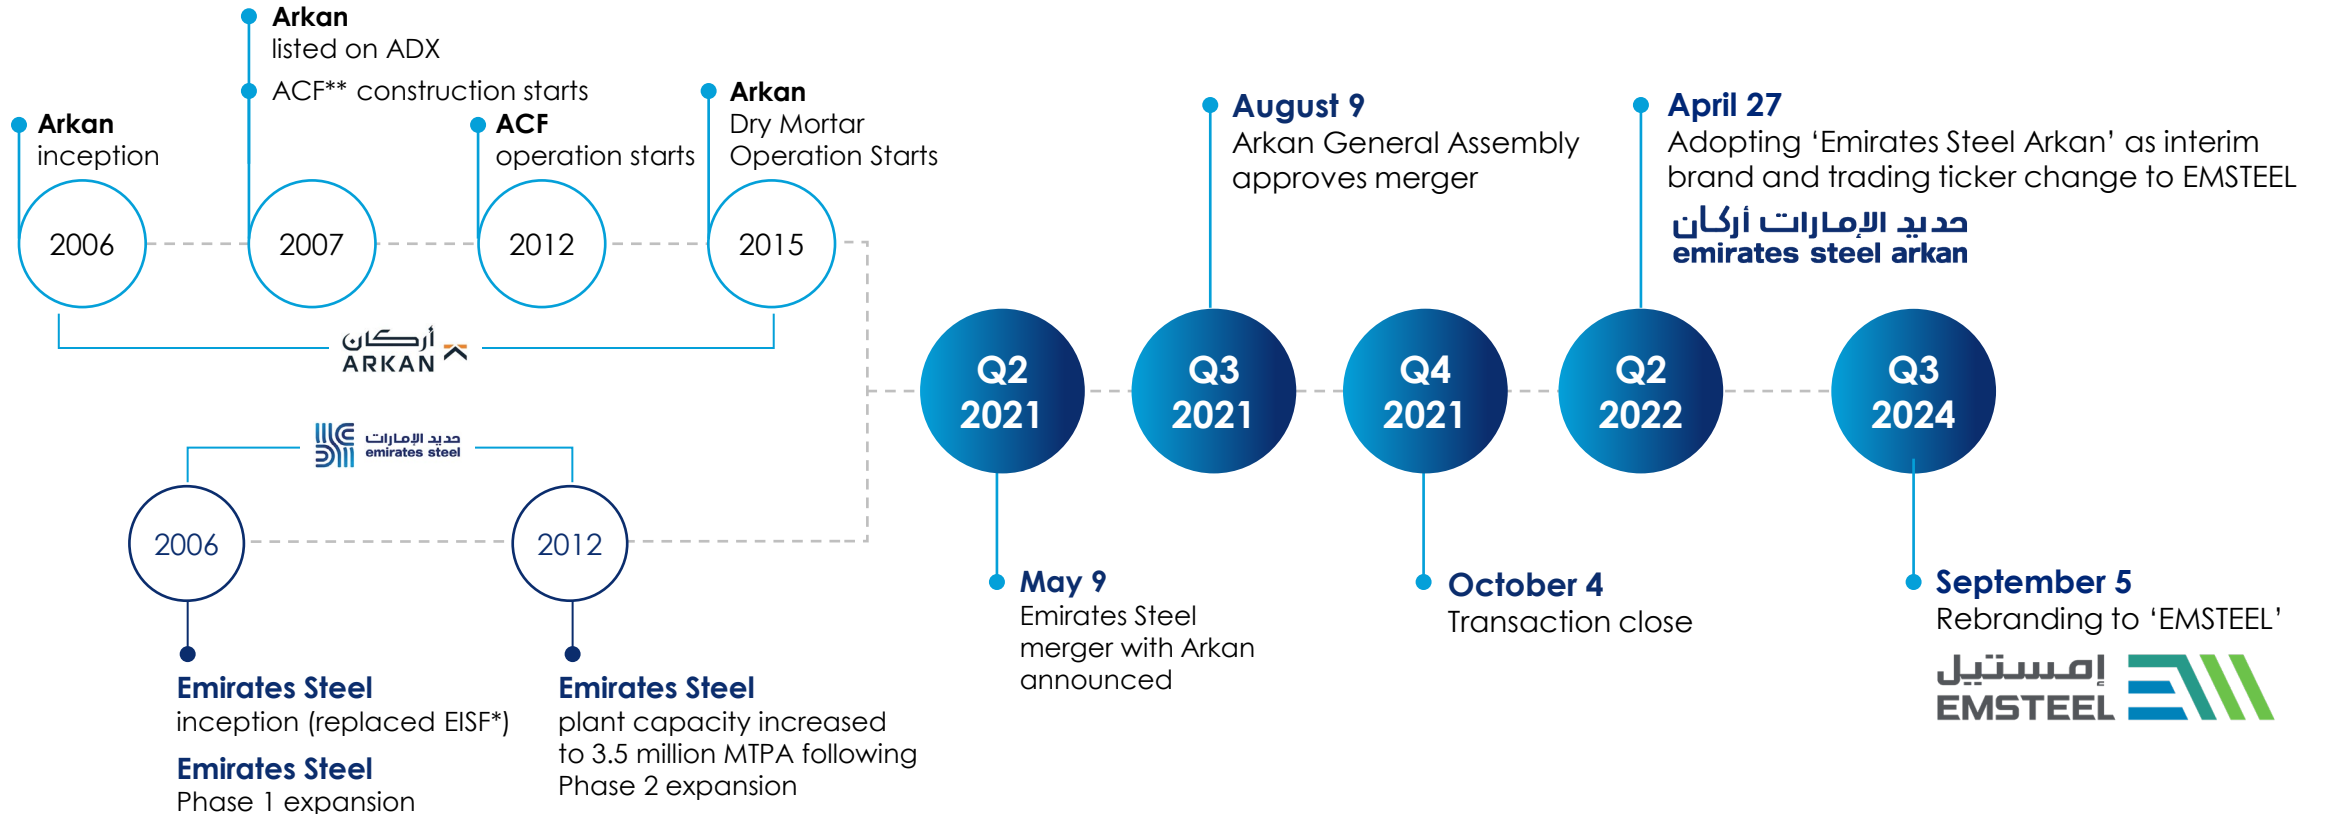 Arkan
listed on ADX
ACF** construction starts
Arkan
inception
ACF
operation starts
Arkan
Dry Mortar
Operation Starts
2006
2007
2012
2015
أركان
ARKAN
حديد الإمارات
emirates steel
2006
2012
Emirates Steel
inception (replaced EISF*)
Emirates Steel
Phase 1 expansion
Emirates Steel
plant capacity increased
to 3.5 million MTPA following
Phase 2 expansion
Q2
2021
May 9
Emirates Steel
merger with Arkan
announced
August 9
Arkan General Assembly
approves merger
Q3
2021
Q4
2021
October 4
Transaction close
April 27
Adopting ‘Emirates Steel Arkan’ as interim
brand and trading ticker change to EMSTEEL
حديد الإمارات أركان
emirates steel arkan
Q2
2022
Q3
2024
September 5
Rebranding to ‘EMSTEEL’
إمستيل
EMSTEEL